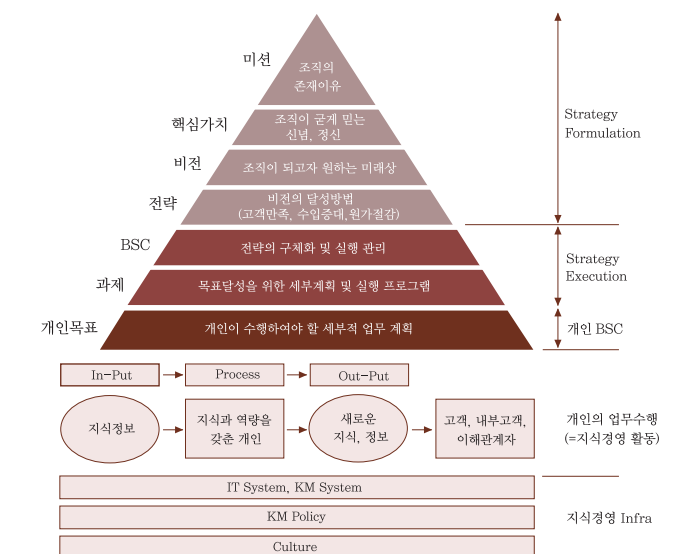 미션
조직의
존재이유
핵심가치
조직이 굳게 믿는
신념, 정신
Strategy
Formulation
비전
조직이 되고자 원하는 미래상
전략
비전의 달성방법
(고객만족, 수입증대,원가절감)
BSC
전략의 구체화 및 실행 관리
Strategy
Execution
과제
목표달성을 위한 세부계획 및 실행 프로그램
개인목표
개인이 수행하여야 할 세부적 업무 계획
개인 BSC
In-Put
Process
Out-Put
지식정보
지식과 역량을
갖춘 개인
새로운
지식, 정보
고객, 내부고객,
이해관계자
개인의 업무수행
(=지식경영 활동)
IT System, KM System
KM Policy
지식경영 Infra
Culture